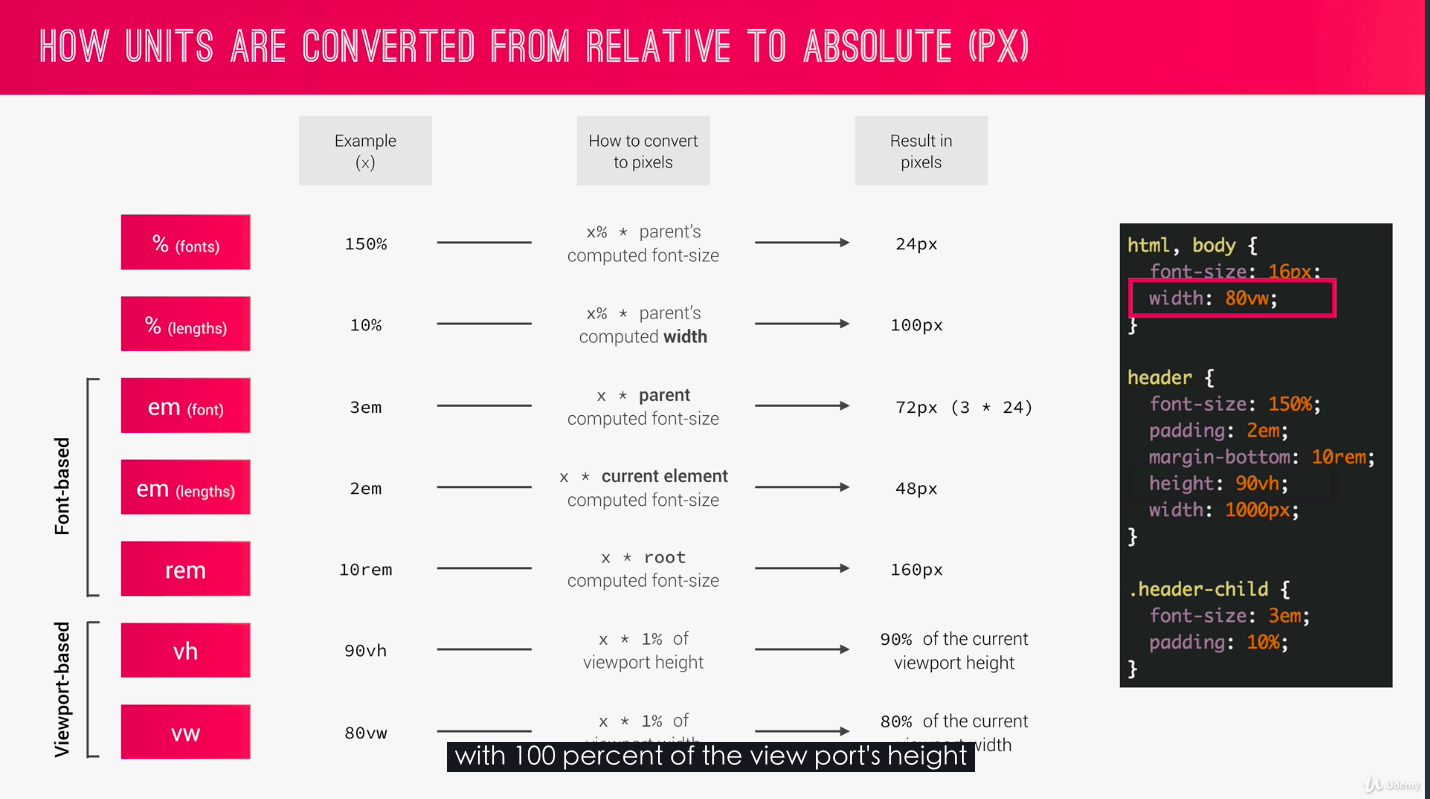 HOW UNITS ARE CONVERTED FROM RELATIVE TO ABSOLUTE (PX)
Example
(x)
How to convert
to pixels
Result in
pixels
% (fonts)
150%
x% * parent's
computed font-size
24px
% (lengths)
10%
x% * parent's
computed width
100px
Font-based
em (font)
3em
x * parent
computed font-size
72px (3 * 24)
em (lengths)
2em
x * current element
computed font-size
48px
rem
10rem
x * root
computed font-size
160px
Viewport-based
vh
90vh
x * 1% of
viewport height
90% of the current
viewport height
vw
80vw
x * 1% of
viewport width
80% of the current
viewport width
html, body {
font-size: 16px;
width: 80vw;
}
header {
font-size: 150%;
padding: 2em;
margin-bottom: 10rem;
height: 90vh;
width: 1000px;
}
.header-child {
font-size: 3em;
padding: 10%;
}
with 100 percent of the view port's height
Udemy